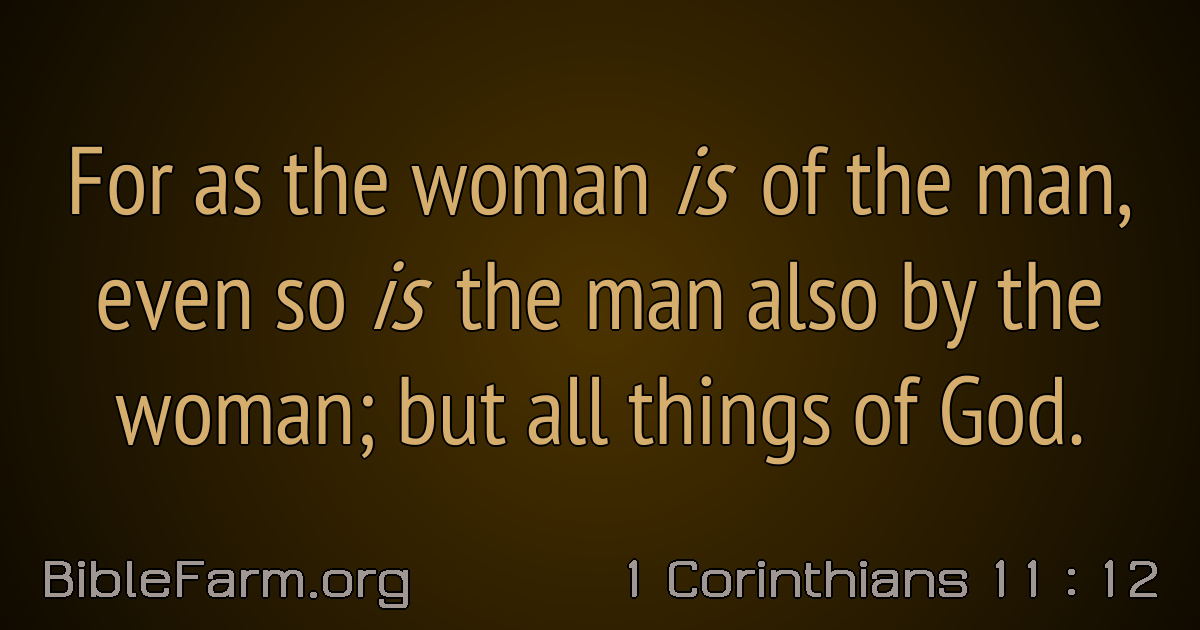 For as the woman is of the man,
even so is the man also by the
woman; but all things of God.
BibleFarm.org 1 Corinthians 11 : 12